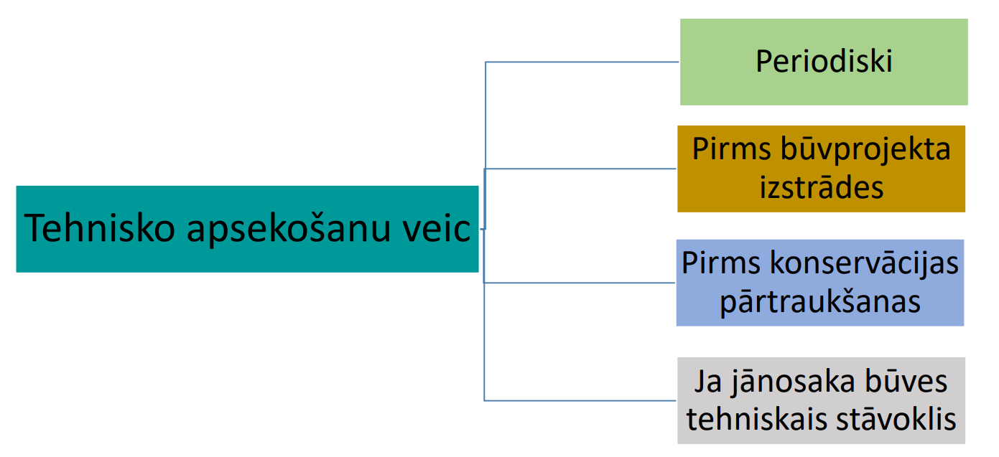 Tehnisko apsekošanu veic
Periodiski
Pirms būvprojekta
izstrādes
Pirms konservācijas
pārtraukšanas
Ja jānosaka būves
tehniskais stāvoklis